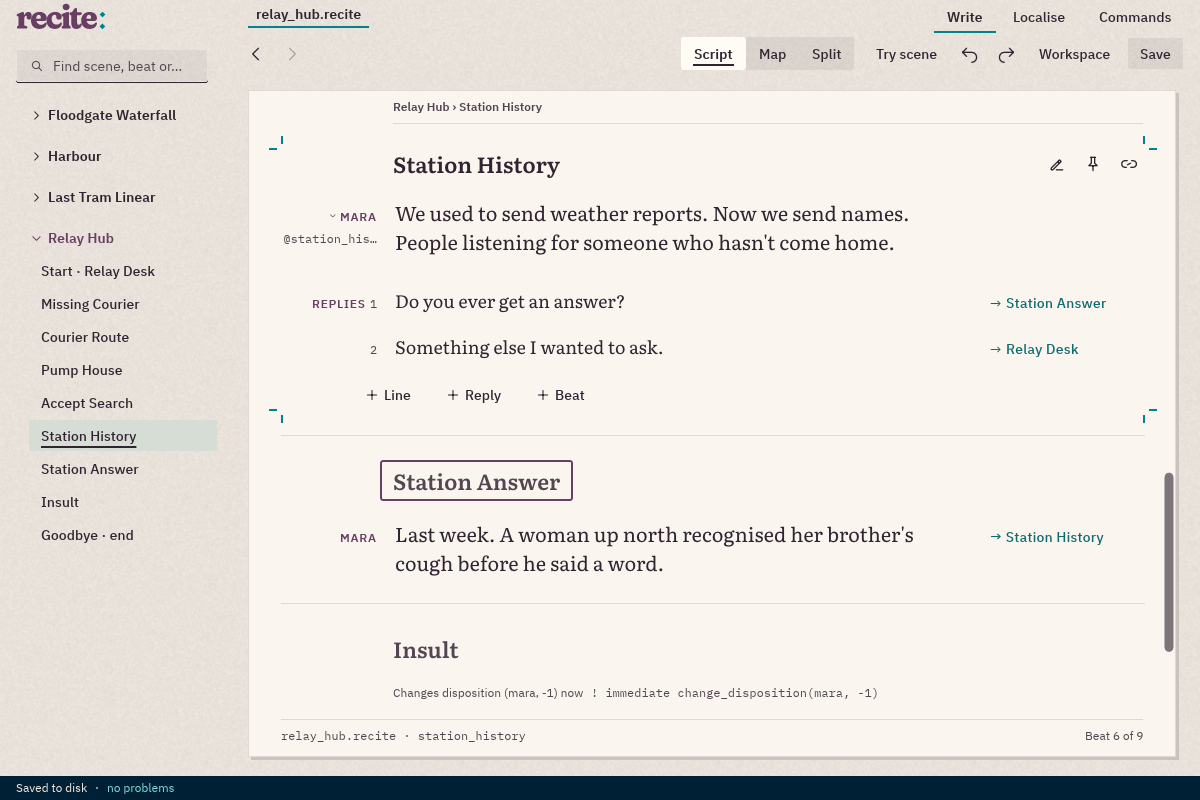 recite:
relay_hub.recite
Write Localise Commands
Find scene, beat or...
Script Map Split Try scene Workspace Save
Floodgate Waterfall
Harbour
Last Tram Linear
Relay Hub
Start · Relay Desk
Missing Courier
Courier Route
Pump House
Accept Search
Station History
Station Answer
Insult
Goodbye · end
Relay Hub › Station History
Station History
MARA
@station_his…
We used to send weather reports. Now we send names.
People listening for someone who hasn't come home.
REPLIES 1 Do you ever get an answer? → Station Answer
2 Something else I wanted to ask. → Relay Desk
+ Line + Reply + Beat
Station Answer
MARA Last week. A woman up north recognised her brother's → Station History
cough before he said a word.
Insult
Changes disposition (mara, -1) now ! immediate change_disposition(mara, -1)
relay_hub.recite · station_history Beat 6 of 9
Saved to disk · no problems